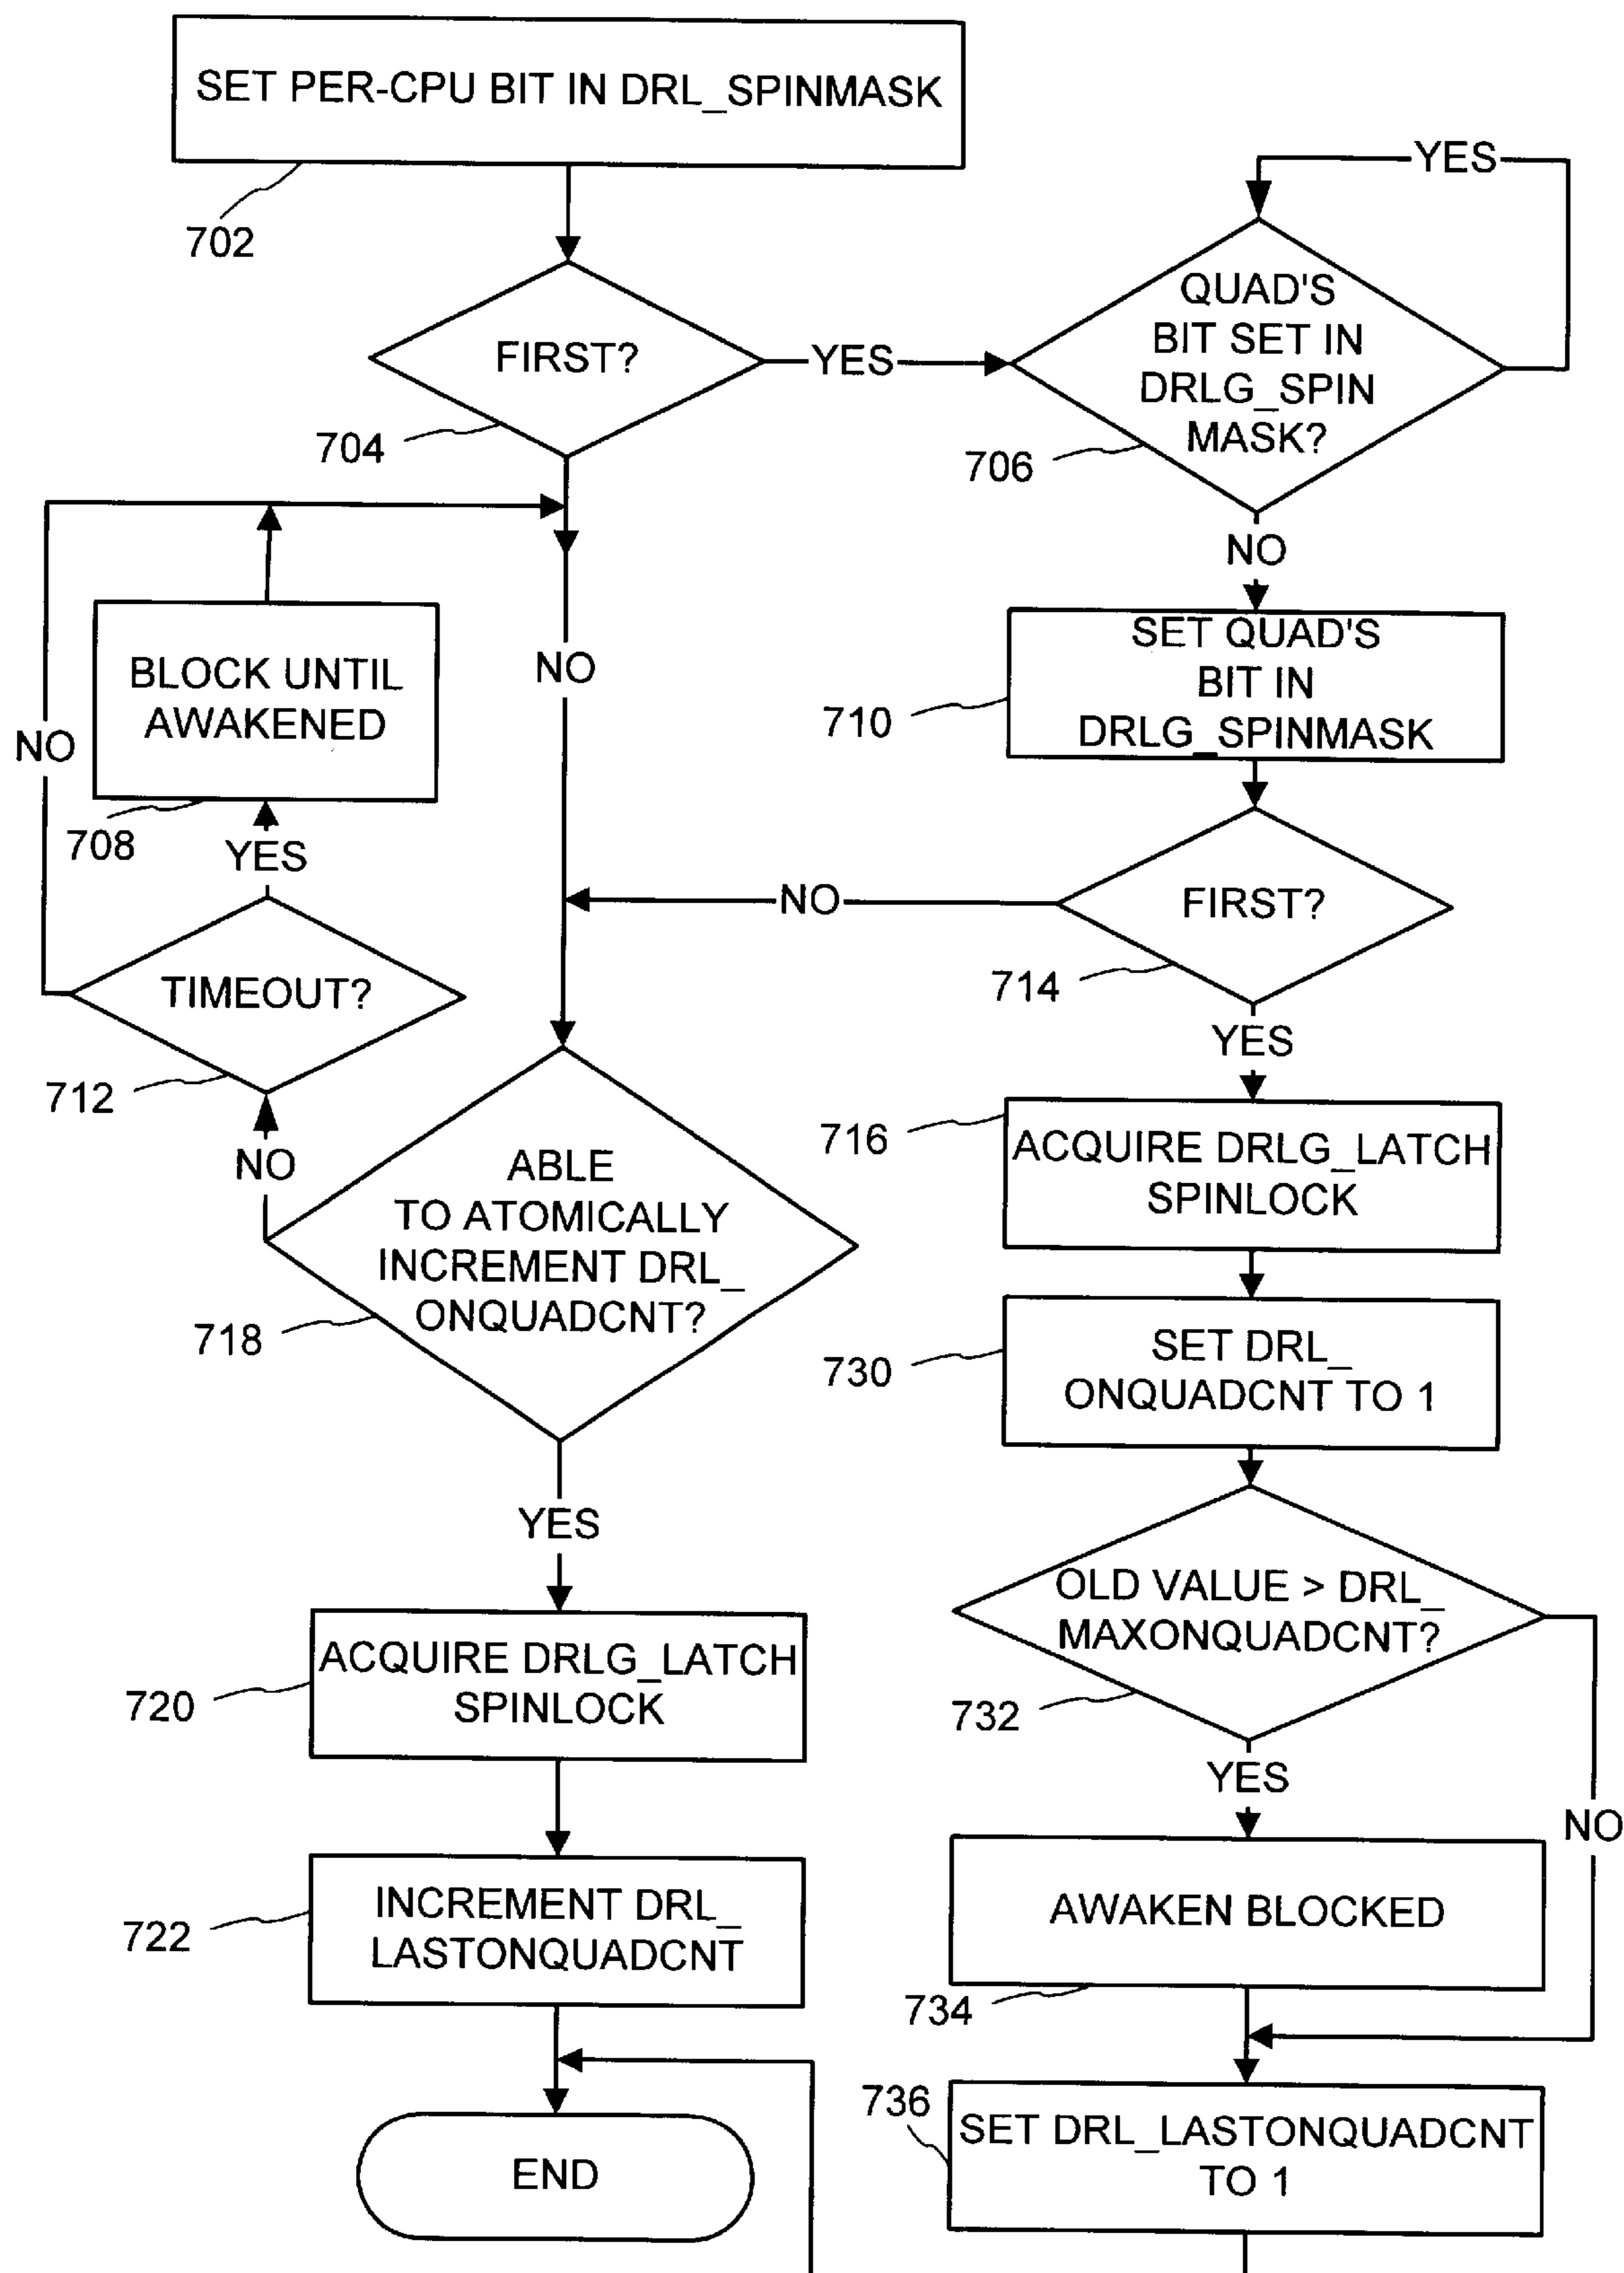 SET PER-CPU BIT IN DRL_SPINMASK
702
FIRST?
704
YES
YES
QUAD'S
BIT SET IN
DRLG_SPIN
MASK?
706
NO
NO
BLOCK UNTIL
AWAKENED
708
NO
SET QUAD'S
BIT IN
DRLG_SPINMASK
710
YES
NO
FIRST?
714
TIMEOUT?
712
YES
NO
ABLE
TO ATOMICALLY
INCREMENT DRL_
ONQUADCNT?
718
ACQUIRE DRLG_LATCH
SPINLOCK
716
SET DRL_
ONQUADCNT TO 1
730
YES
OLD VALUE > DRL_
MAXONQUADCNT?
732
ACQUIRE DRLG_LATCH
SPINLOCK
720
YES
NO
INCREMENT DRL_
LASTONQUADCNT
722
AWAKEN BLOCKED
734
736
SET DRL_LASTONQUADCNT
TO 1
END